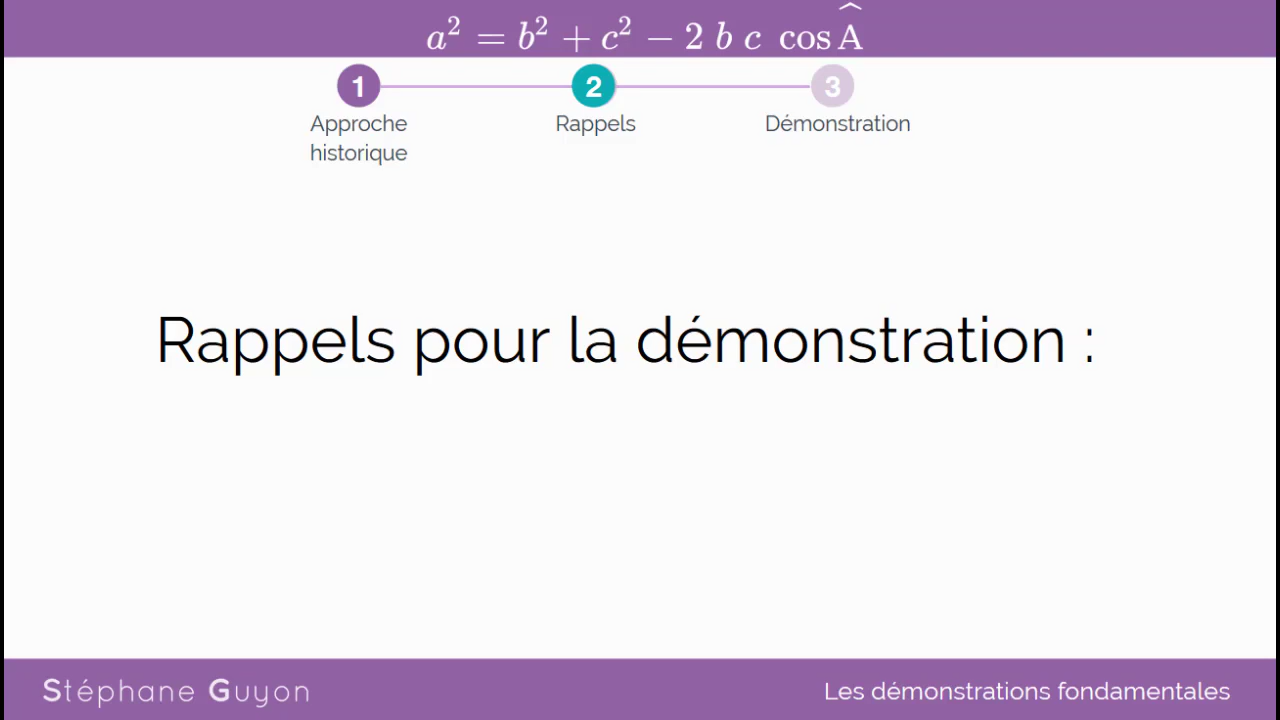 a² = b² + c² − 2 b c cos Â
1 2 3
Approche historique
Rappels
Démonstration
Rappels pour la démonstration :
Stéphane Guyon
Les démonstrations fondamentales